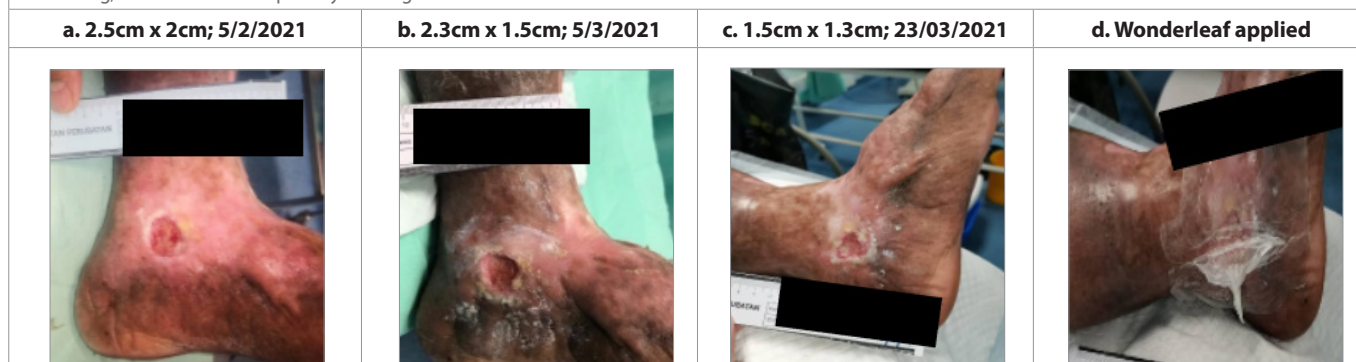 a. 2.5cm x 2cm; 5/2/2021
b. 2.3cm x 1.5cm; 5/3/2021
c. 1.5cm x 1.3cm; 23/03/2021
d. Wonderleaf applied